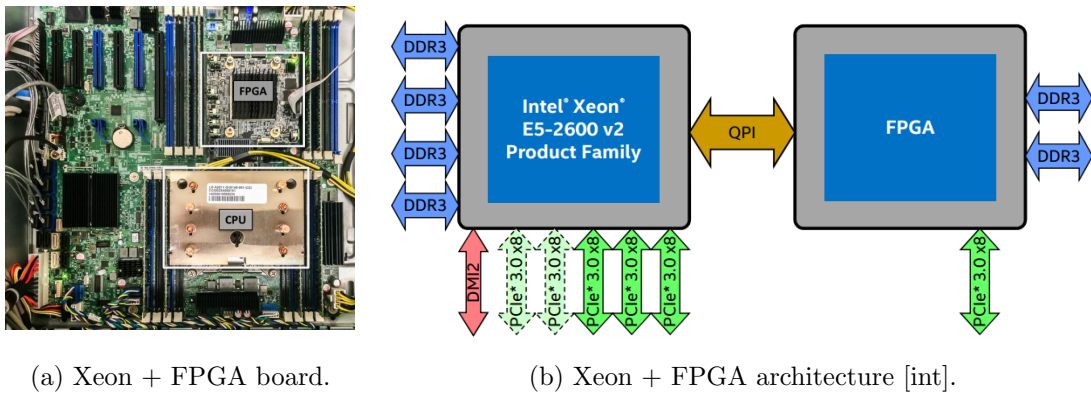 FPGA
CPU
DDR3
DDR3
DDR3
DDR3
Intel® Xeon®
E5-2600 v2
Product Family
QPI
FPGA
DDR3
DDR3
DMI2
PCIe* 3.0 x8
PCIe* 3.0 x8
PCIe* 3.0 x8
PCIe* 3.0 x8
PCIe* 3.0 x8
PCIe* 3.0 x8
(a) Xeon + FPGA board.
(b) Xeon + FPGA architecture [int].